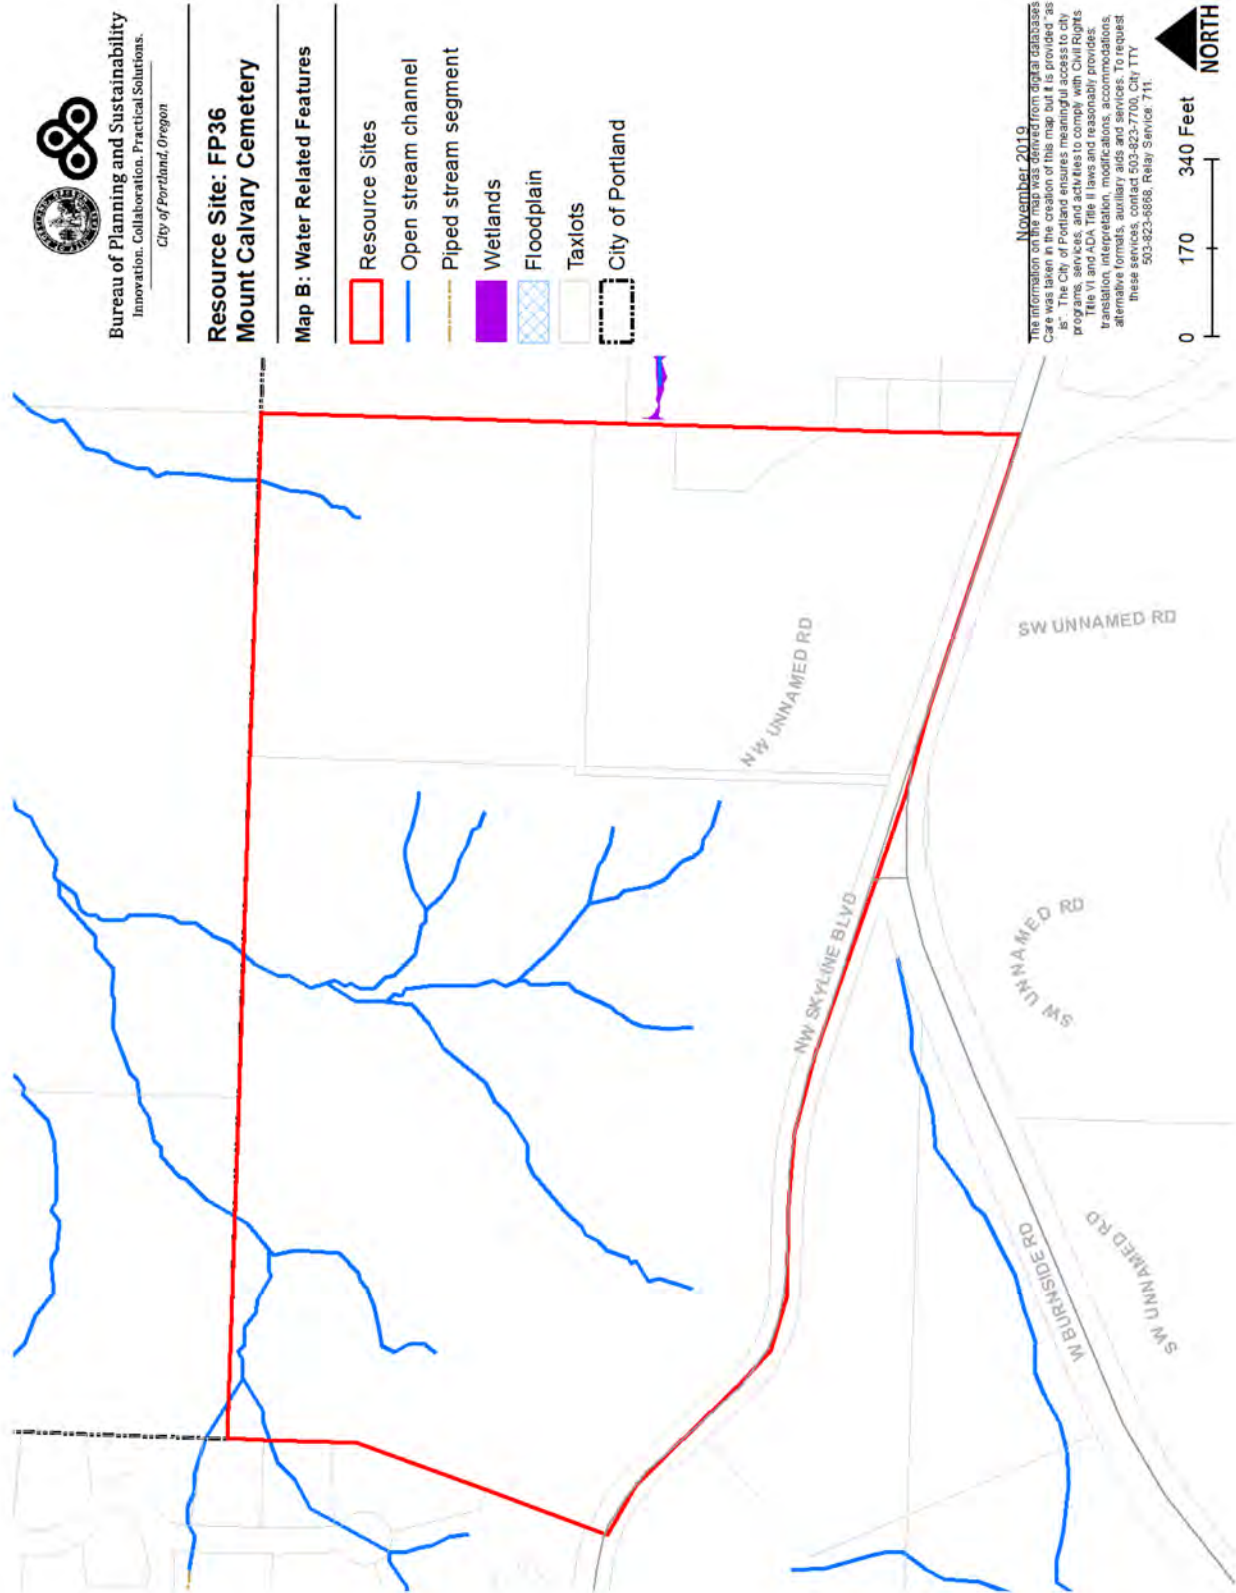 Bureau of Planning and Sustainability
Innovation. Collaboration. Practical Solutions.
City of Portland, Oregon
Resource Site: FP36
Mount Calvary Cemetery
Map B: Water Related Features
Resource Sites
Open stream channel
Piped stream segment
Wetlands
Floodplain
Taxlots
City of Portland
November 2019
The information on the map was derived from digital databases
Care was taken in the creation of this map but it is provided "as
is". The City of Portland ensures meaningful access to city
programs, services, and activities to comply with Civil Rights
Title VI and ADA Title II laws and reasonably provides:
translation, interpretation, modifications, accommodations,
alternative formats, auxiliary aids and services. To request
these services, contact 503-823-7700, City TTY
503-823-6868, Relay Service: 711.
0 170 340 Feet
NORTH
NW UNNAMED RD
SW UNNAMED RD
NW SKYLINE BLVD
SW UNNAMED RD
W BURNSIDE RD
SW UNNAMED RD